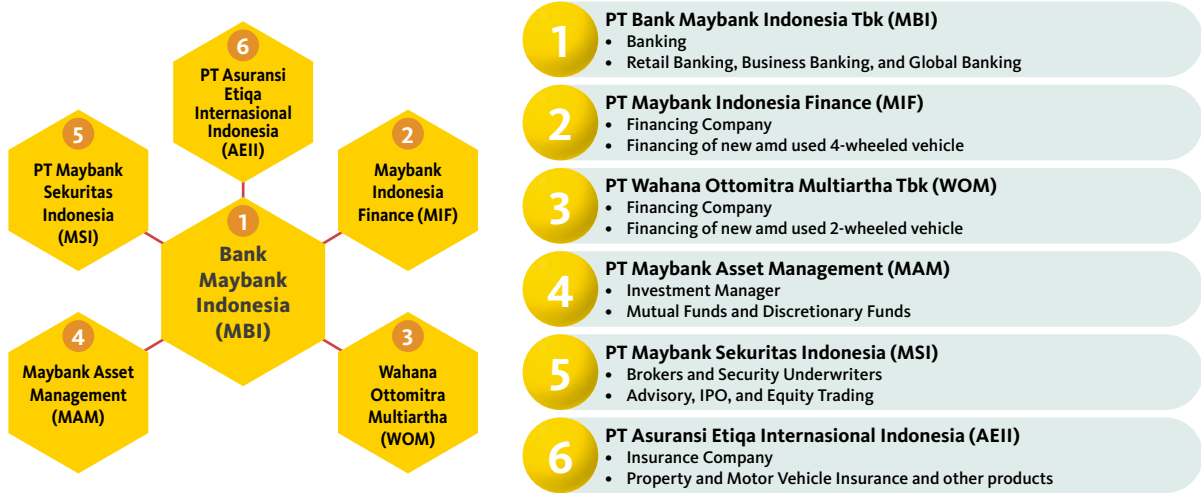 6
PT Asuransi
Etiqa
Internasional
Indonesia
(AEII)
5
PT Maybank
Sekuritas
Indonesia
(MSI)
2
Maybank
Indonesia
Finance (MIF)
1
Bank
Maybank
Indonesia
(MBI)
4
Maybank Asset
Management
(MAM)
3
Wahana
Ottomitra
Multiartha
(WOM)
1
PT Bank Maybank Indonesia Tbk (MBI)
• Banking
• Retail Banking, Business Banking, and Global Banking
2
PT Maybank Indonesia Finance (MIF)
• Financing Company
• Financing of new amd used 4-wheeled vehicle
3
PT Wahana Ottomitra Multiartha Tbk (WOM)
• Financing Company
• Financing of new amd used 2-wheeled vehicle
4
PT Maybank Asset Management (MAM)
• Investment Manager
• Mutual Funds and Discretionary Funds
5
PT Maybank Sekuritas Indonesia (MSI)
• Brokers and Security Underwriters
• Advisory, IPO, and Equity Trading
6
PT Asuransi Etiqa Internasional Indonesia (AEII)
• Insurance Company
• Property and Motor Vehicle Insurance and other products